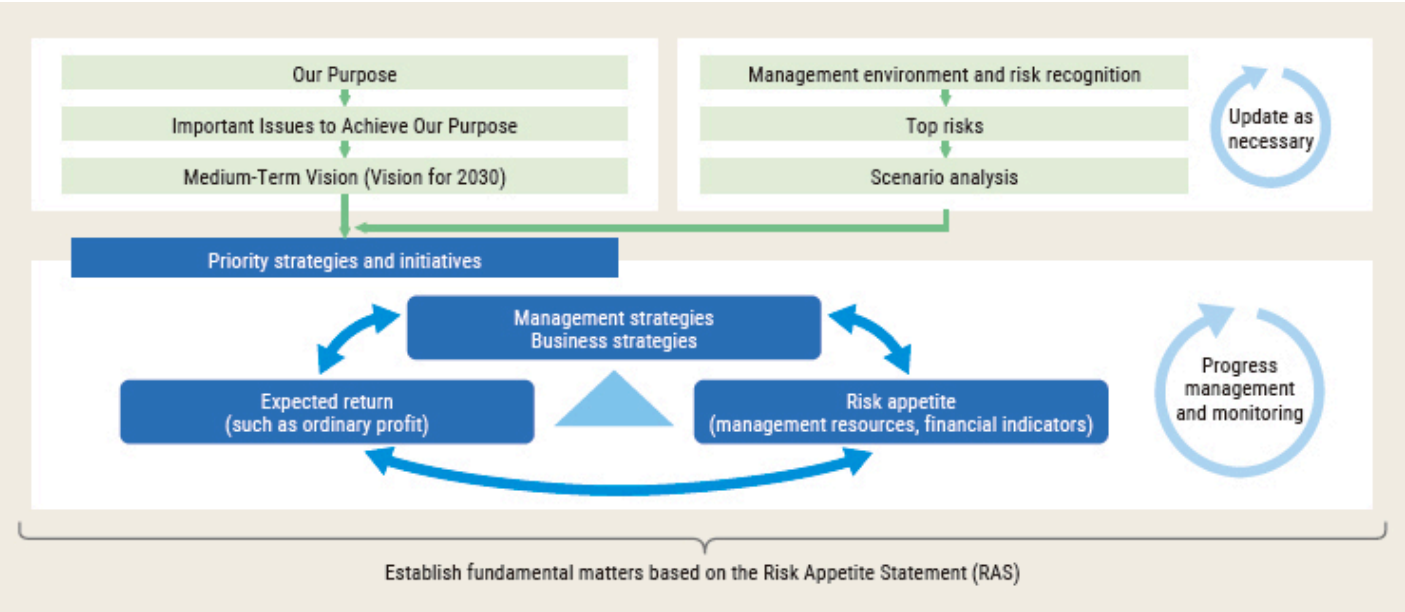 Our Purpose
Important Issues to Achieve Our Purpose
Medium-Term Vision (Vision for 2030)
Management environment and risk recognition
Top risks
Scenario analysis
Update as
necessary
Priority strategies and initiatives
Management strategies
Business strategies
Expected return
(such as ordinary profit)
Risk appetite
(management resources, financial indicators)
Progress
management
and monitoring
Establish fundamental matters based on the Risk Appetite Statement (RAS)